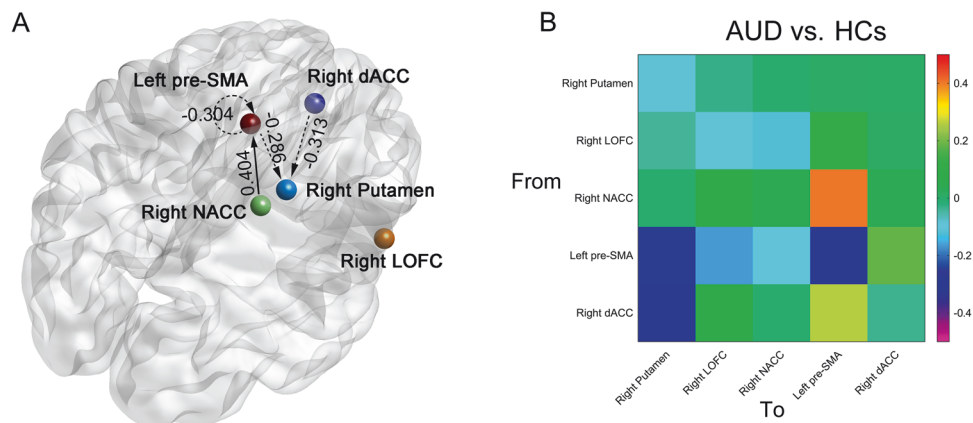 A
Left pre-SMA
Right dACC
-0.304
-0.286
-0.313
0.404
Right Putamen
Right NACC
Right LOFC
B
AUD vs. HCs
From
Right Putamen
Right LOFC
Right NACC
Left pre-SMA
Right dACC
Right Putamen
Right LOFC
Right NACC
Left pre-SMA
Right dACC
To
0.4
0.2
0
-0.2
-0.4